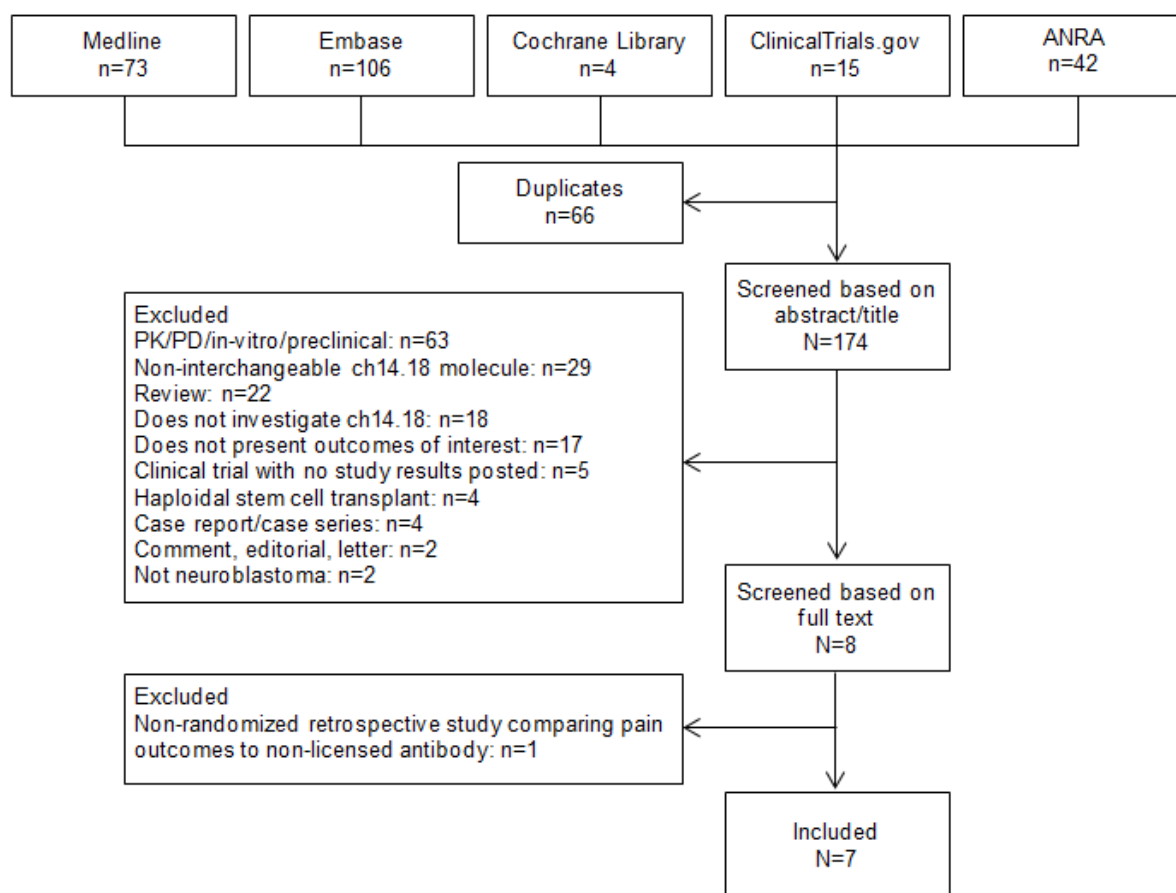 Medline
n=73
Embase
n=106
Cochrane Library
n=4
ClinicalTrials.gov
n=15
ANRA
n=42
Duplicates
n=66
Screened based on
abstract/title
N=174
Excluded
PK/PD/in-vitro/preclinical: n=63
Non-interchangeable ch14.18 molecule: n=29
Review: n=22
Does not investigate ch14.18: n=18
Does not present outcomes of interest: n=17
Clinical trial with no study results posted: n=5
Haploidal stem cell transplant: n=4
Case report/case series: n=4
Comment, editorial, letter: n=2
Not neuroblastoma: n=2
Screened based on
full text
N=8
Excluded
Non-randomized retrospective study comparing pain
outcomes to non-licensed antibody: n=1
Included
N=7